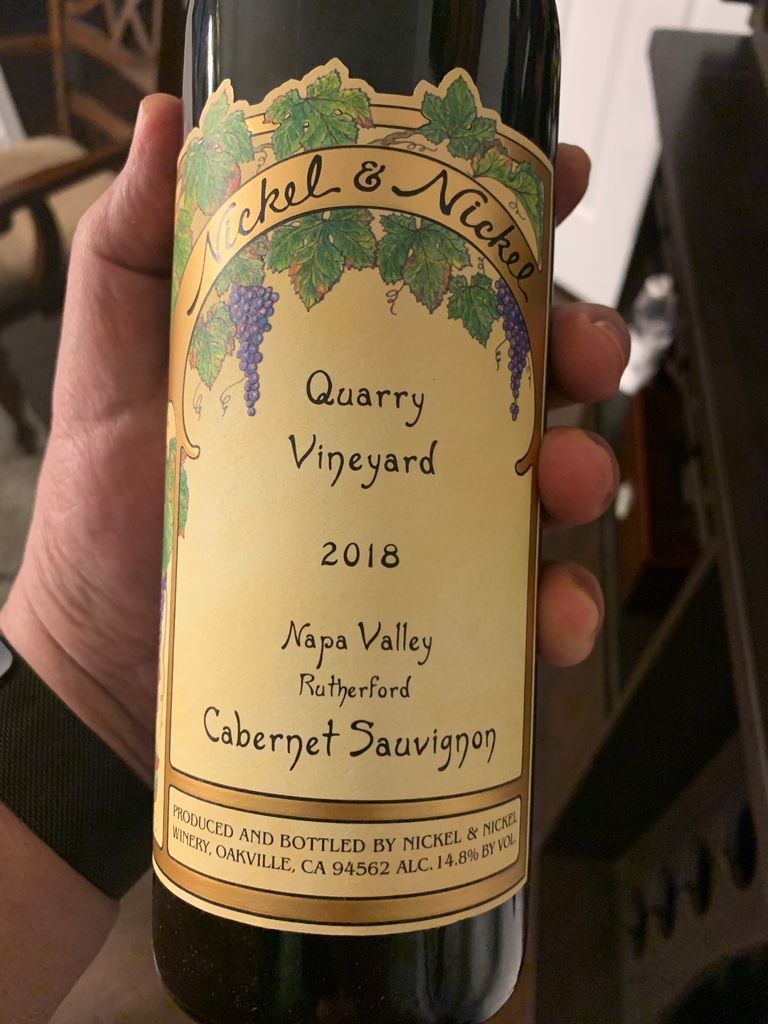 Nickel & Nickel
Quarry
Vineyard
2018
Napa Valley
Rutherford
Cabernet Sauvignon
PRODUCED AND BOTTLED BY NICKEL & NICKEL
WINERY, OAKVILLE, CA 94562 ALC. 14.8% BY VOL.